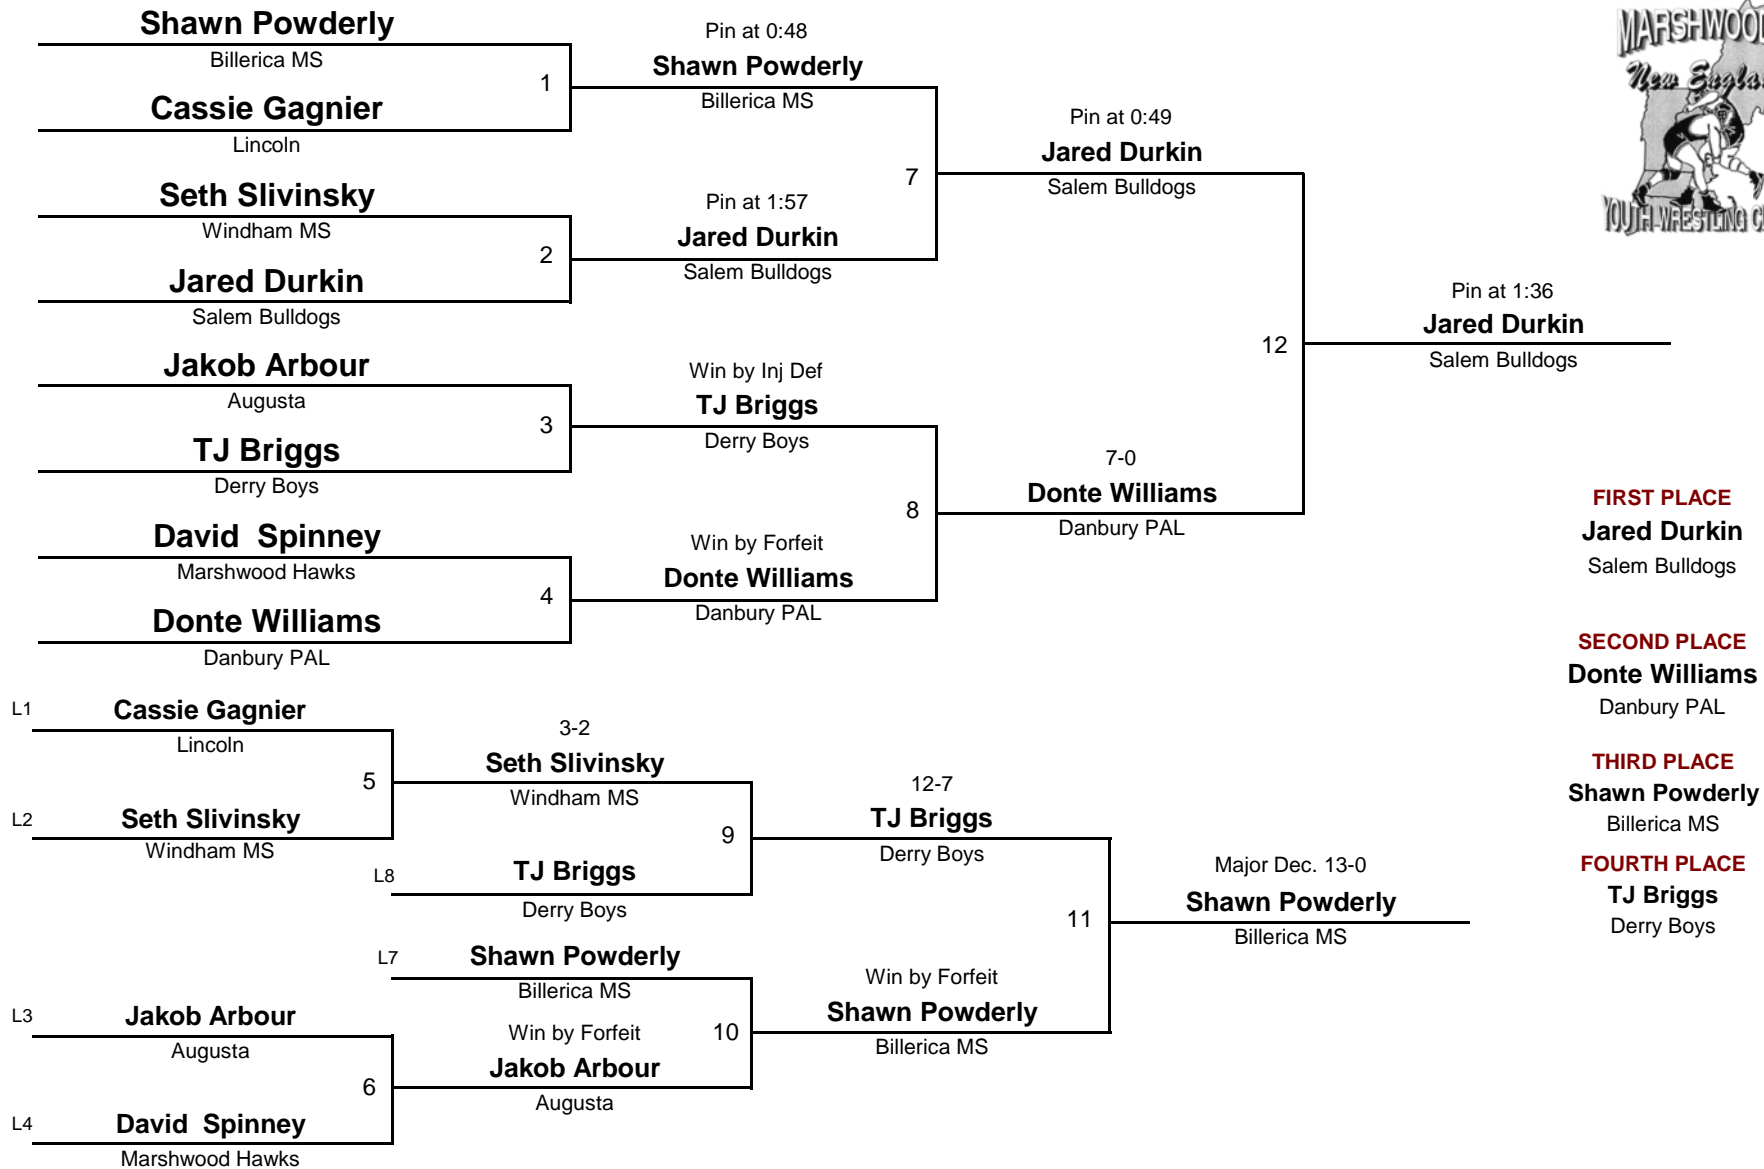 Shawn Powderly
Billerica MS
1
Cassie Gagnier
Lincoln
Seth Slivinsky
Windham MS
2
Jared Durkin
Salem Bulldogs
Jakob Arbour
Augusta
3
TJ Briggs
Derry Boys
David  Spinney
Marshwood Hawks
4
Donte Williams
Danbury PAL
Pin at 0:48
Shawn Powderly
Billerica MS
7
Pin at 1:57
Jared Durkin
Salem Bulldogs
Win by Inj Def
TJ Briggs
Derry Boys
8
Win by Forfeit
Donte Williams
Danbury PAL
Pin at 0:49
Jared Durkin
Salem Bulldogs
12
7-0
Donte Williams
Danbury PAL
Pin at 1:36
Jared Durkin
Salem Bulldogs
MARSHWOOD
New Engla
YOUTH WRESTLING C
FIRST PLACE
Jared Durkin
Salem Bulldogs
SECOND PLACE
Donte Williams
Danbury PAL
THIRD PLACE
Shawn Powderly
Billerica MS
FOURTH PLACE
TJ Briggs
Derry Boys
L1
Cassie Gagnier
Lincoln
5
L2
Seth Slivinsky
Windham MS
3-2
Seth Slivinsky
Windham MS
9
L8
TJ Briggs
Derry Boys
L7
Shawn Powderly
Billerica MS
10
Win by Forfeit
Jakob Arbour
Augusta
L3
Jakob Arbour
Augusta
6
L4
David  Spinney
Marshwood Hawks
12-7
TJ Briggs
Derry Boys
11
Win by Forfeit
Shawn Powderly
Billerica MS
Major Dec. 13-0
Shawn Powderly
Billerica MS